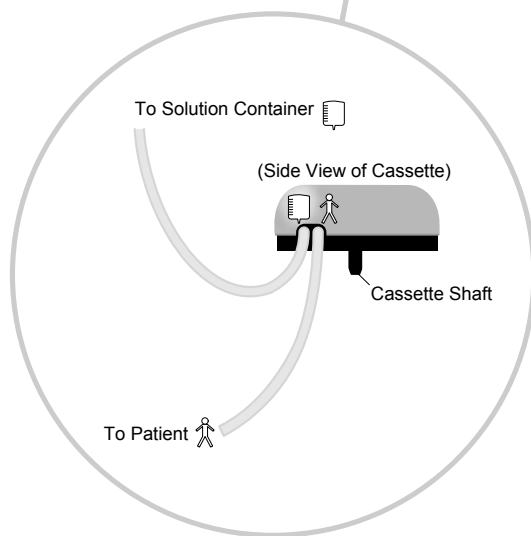 To Solution Container
(Side View of Cassette)
Cassette Shaft
To Patient